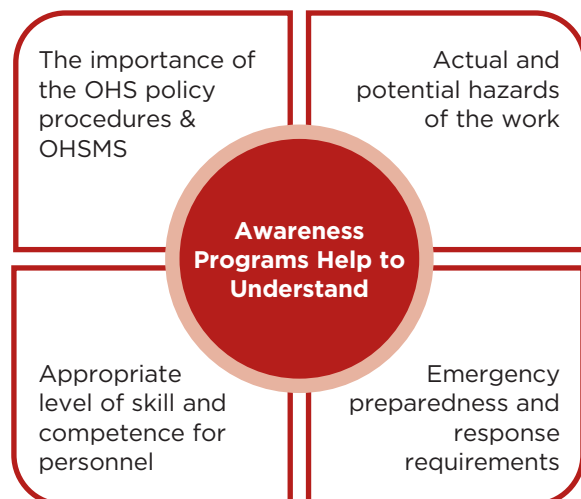 The importance of
the OHS policy
procedures &
OHSMS
Actual and
potential hazards
of the work
Awareness
Programs Help to
Understand
Appropriate
level of skill and
competence for
personnel
Emergency
preparedness and
response
requirements